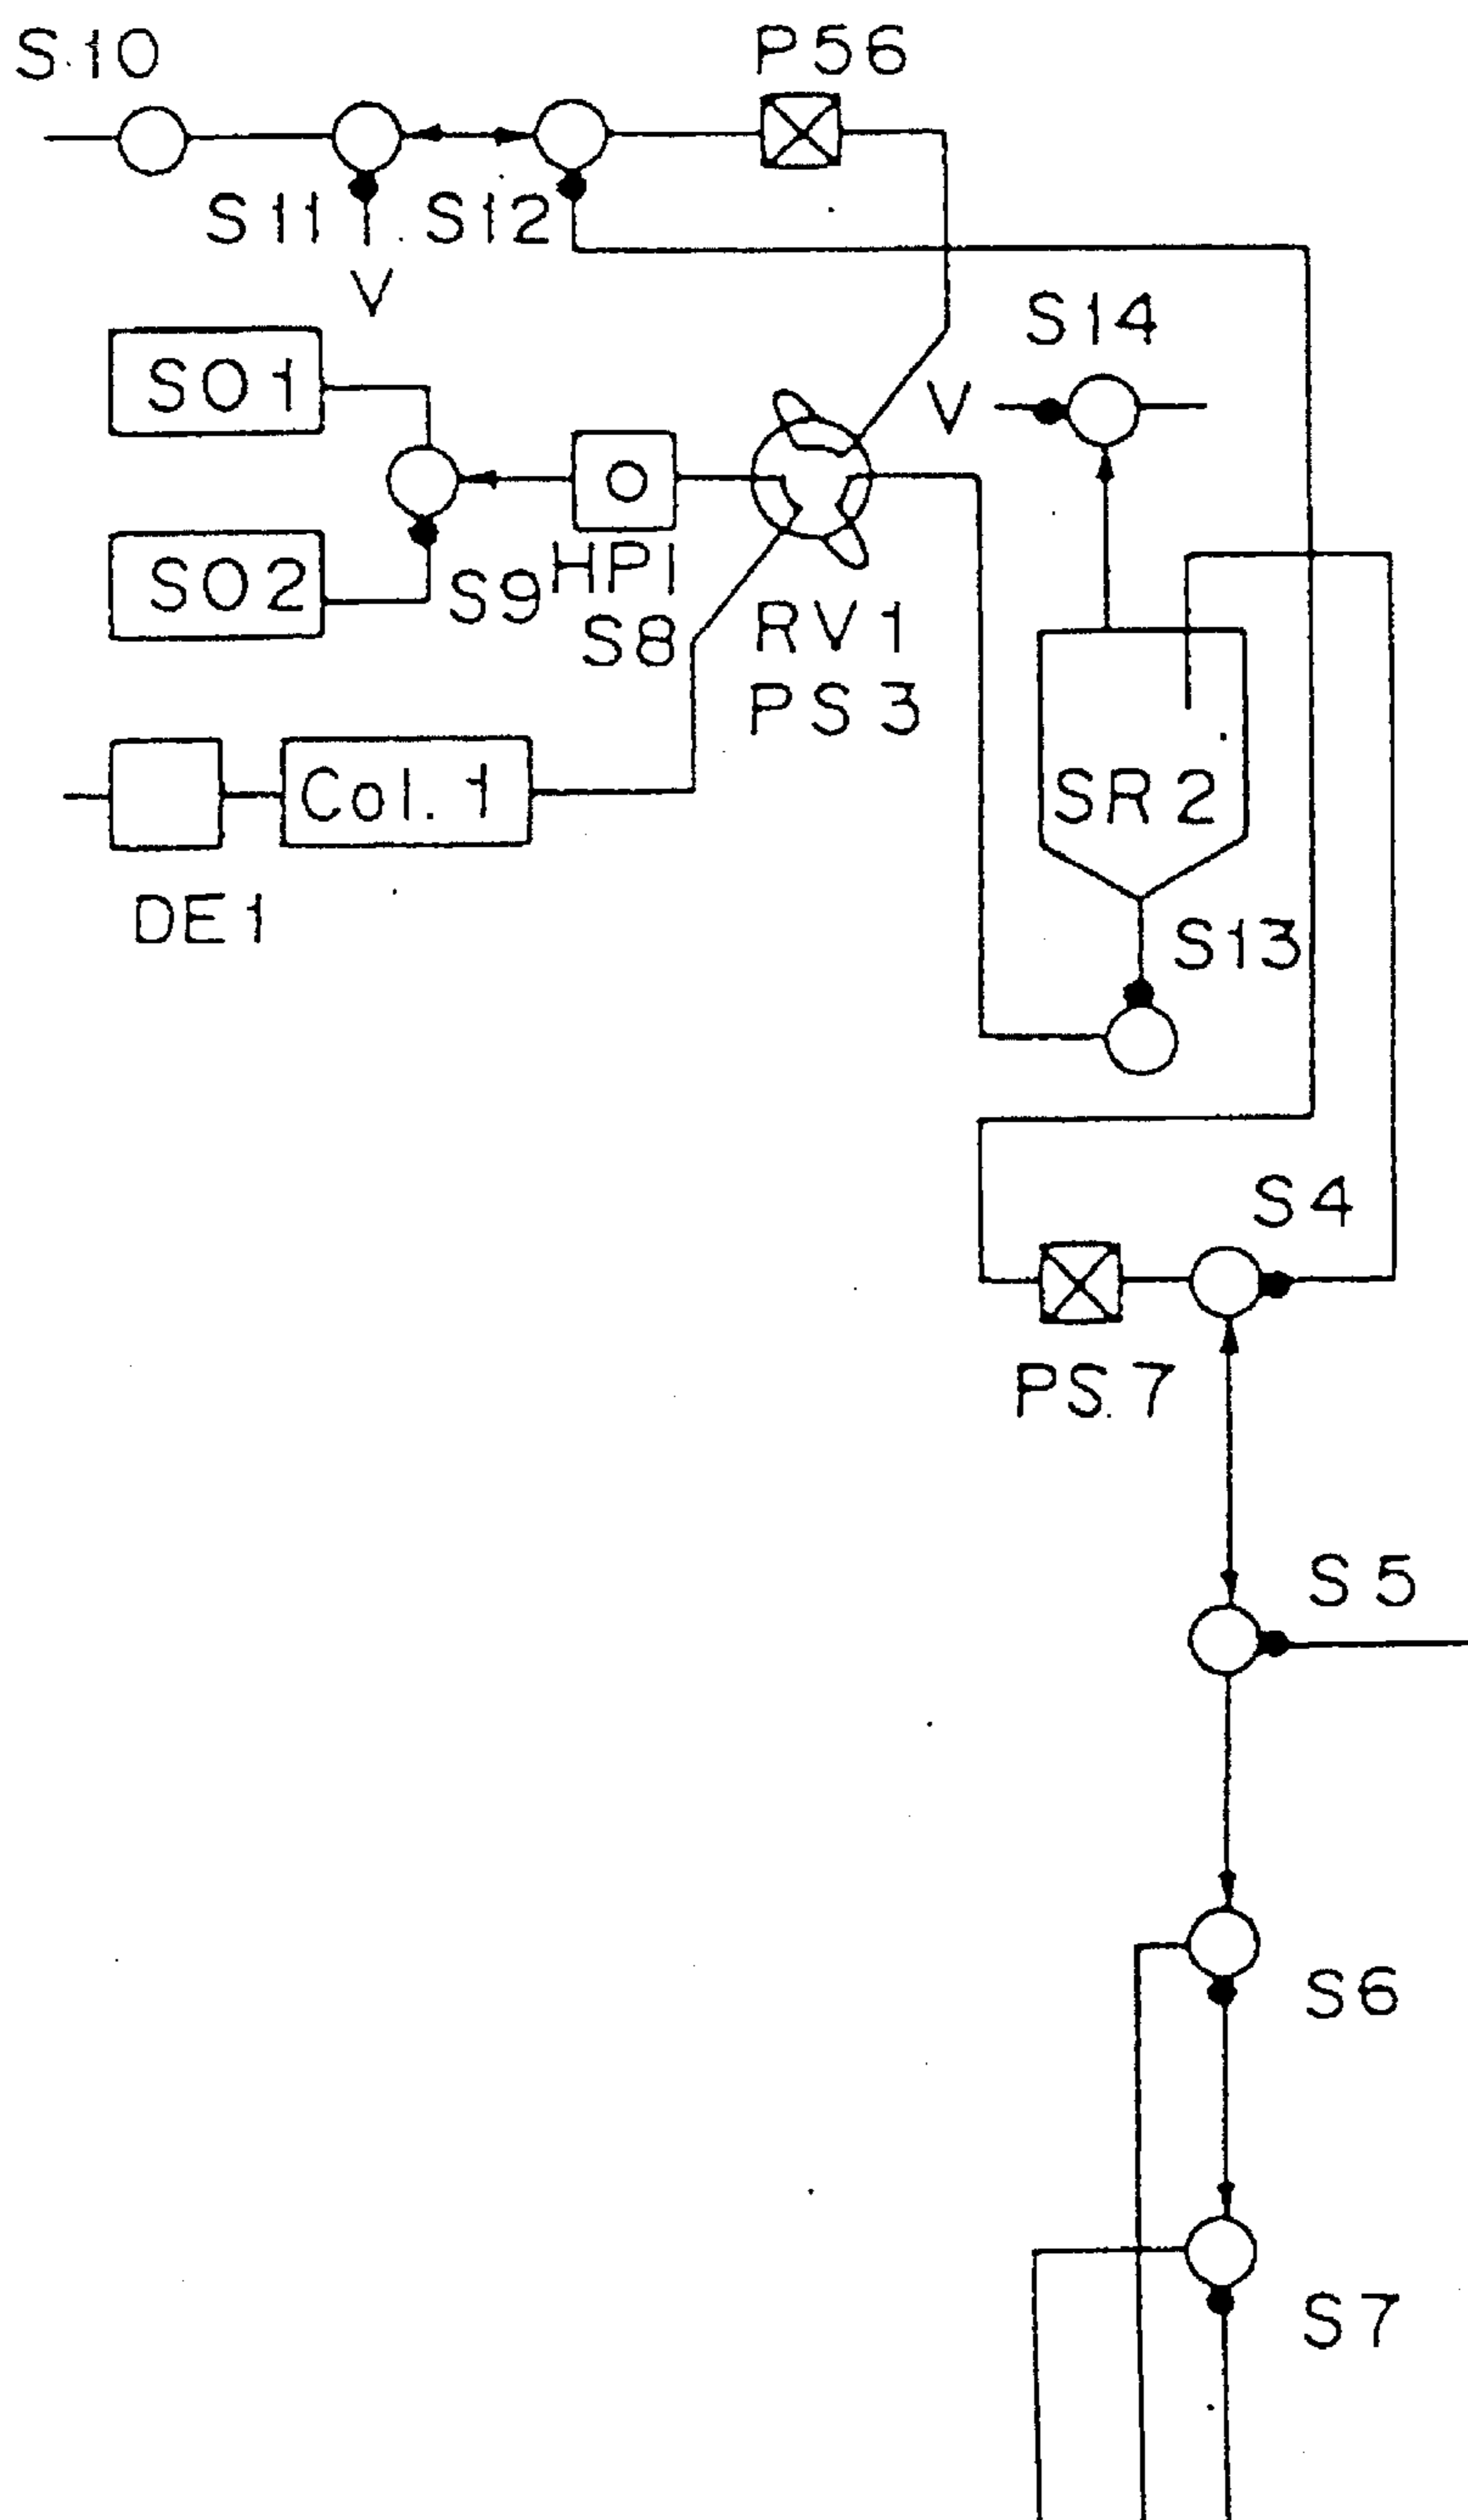 S10
P56
S11
S12
V
S14
SO1
V
SO2
S9
HP1
S8
RV1
PS3
Col. 1
SR2
DE1
S13
S4
PS.7
S5
S6
S7